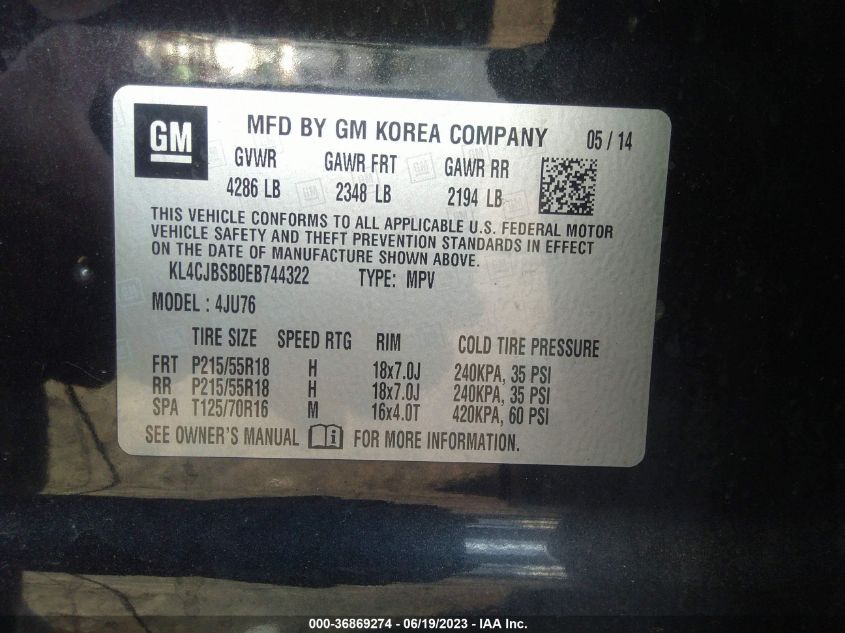 GM
MFD BY GM KOREA COMPANY 05 / 14
GVWR GAWR FRT GAWR RR
4286 LB 2348 LB 2194 LB
THIS VEHICLE CONFORMS TO ALL APPLICABLE U.S. FEDERAL MOTOR
VEHICLE SAFETY AND THEFT PREVENTION STANDARDS IN EFFECT
ON THE DATE OF MANUFACTURE SHOWN ABOVE.
KL4CJBSB0EB744322 TYPE: MPV
MODEL : 4JU76
TIRE SIZE SPEED RTG RIM COLD TIRE PRESSURE
FRT P215/55R18 H 18x7.0J 240KPA, 35 PSI
RR P215/55R18 H 18x7.0J 240KPA, 35 PSI
SPA T125/70R16 M 16x4.0T 420KPA, 60 PSI
SEE OWNER'S MANUAL i FOR MORE INFORMATION.
000-36869274 - 06/19/2023 - IAA Inc.